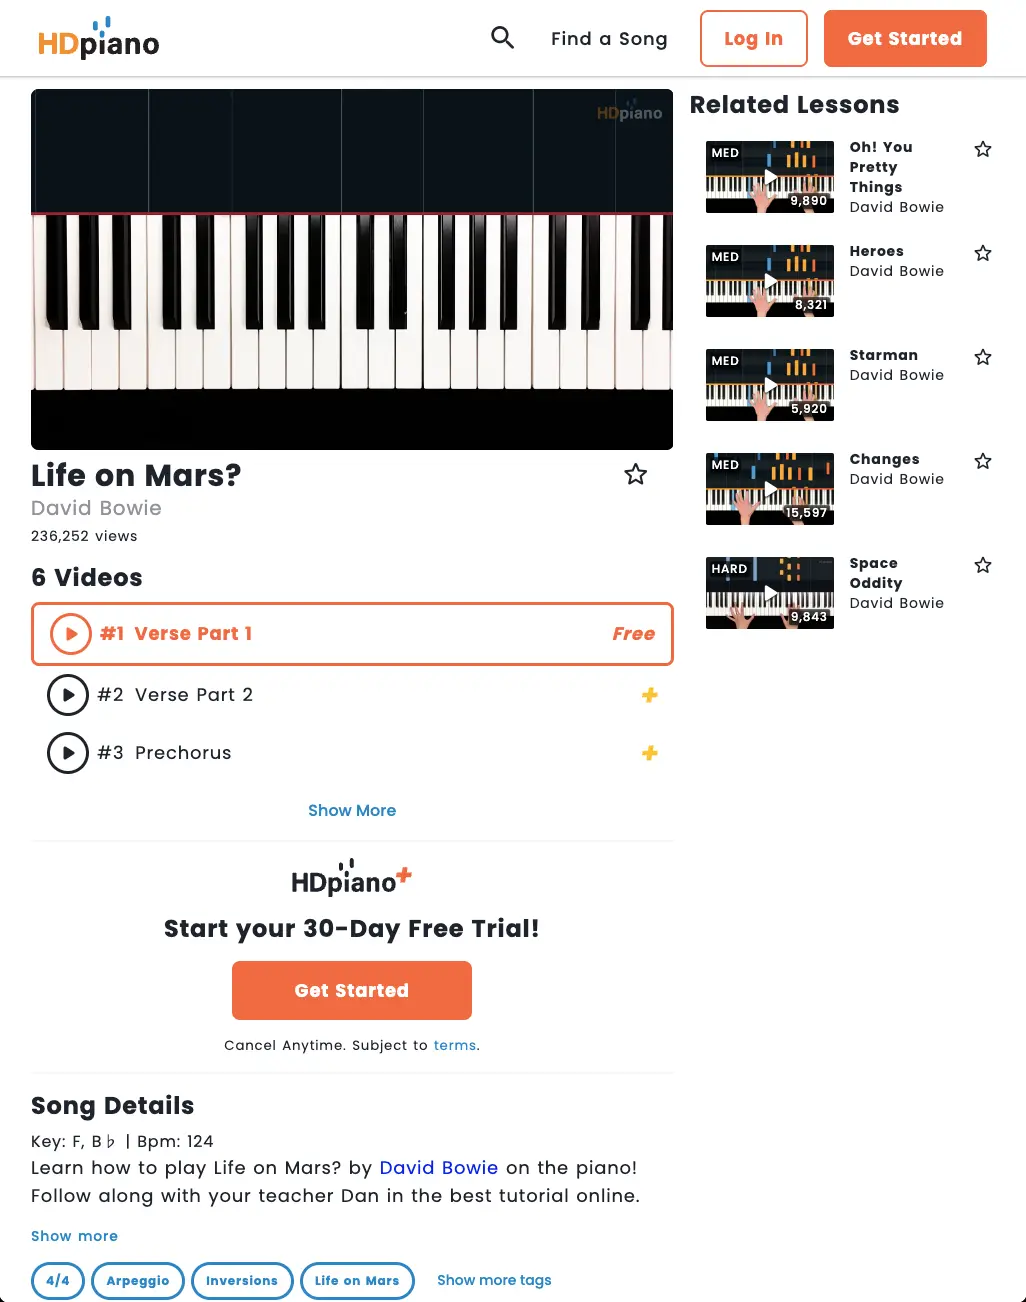 HDpiano
Find a Song
Log In
Get Started
HDpiano
Life on Mars?
David Bowie
236,252 views
6 Videos
#1 Verse Part 1
Free
#2 Verse Part 2
+
#3 Prechorus
+
Show More
HDpiano+
Start your 30-Day Free Trial!
Get Started
Cancel Anytime. Subject to terms.
Song Details
Key: F, B♭ | Bpm: 124
Learn how to play Life on Mars? by David Bowie on the piano!
Follow along with your teacher Dan in the best tutorial online.
Show more
4/4
Arpeggio
Inversions
Life on Mars
Show more tags
Related Lessons
MED
9,890
Oh! You
Pretty
Things
David Bowie
MED
8,321
Heroes
David Bowie
MED
5,920
Starman
David Bowie
MED
15,597
Changes
David Bowie
HARD
9,843
Space
Oddity
David Bowie